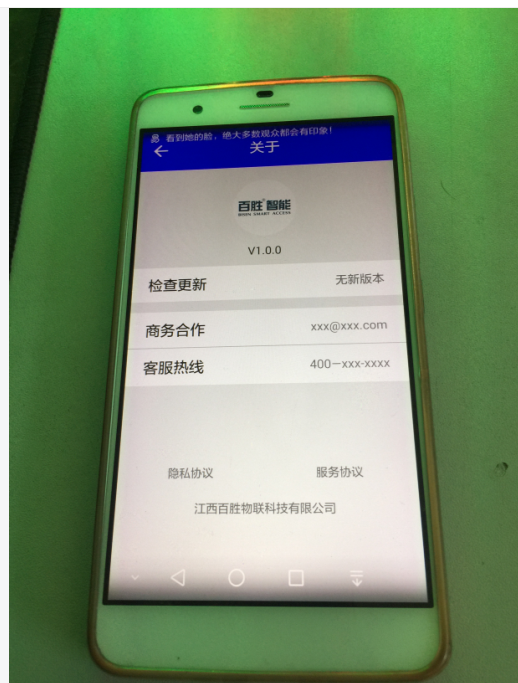 看到她的脸，绝大多数观众都会有印象！
关于
百胜智能
BISEN SMART ACCESS
V1.0.0
检查更新 无新版本
商务合作 xxx@xxx.com
客服热线 400—xxx-xxxx
隐私协议 服务协议
江西百胜物联科技有限公司